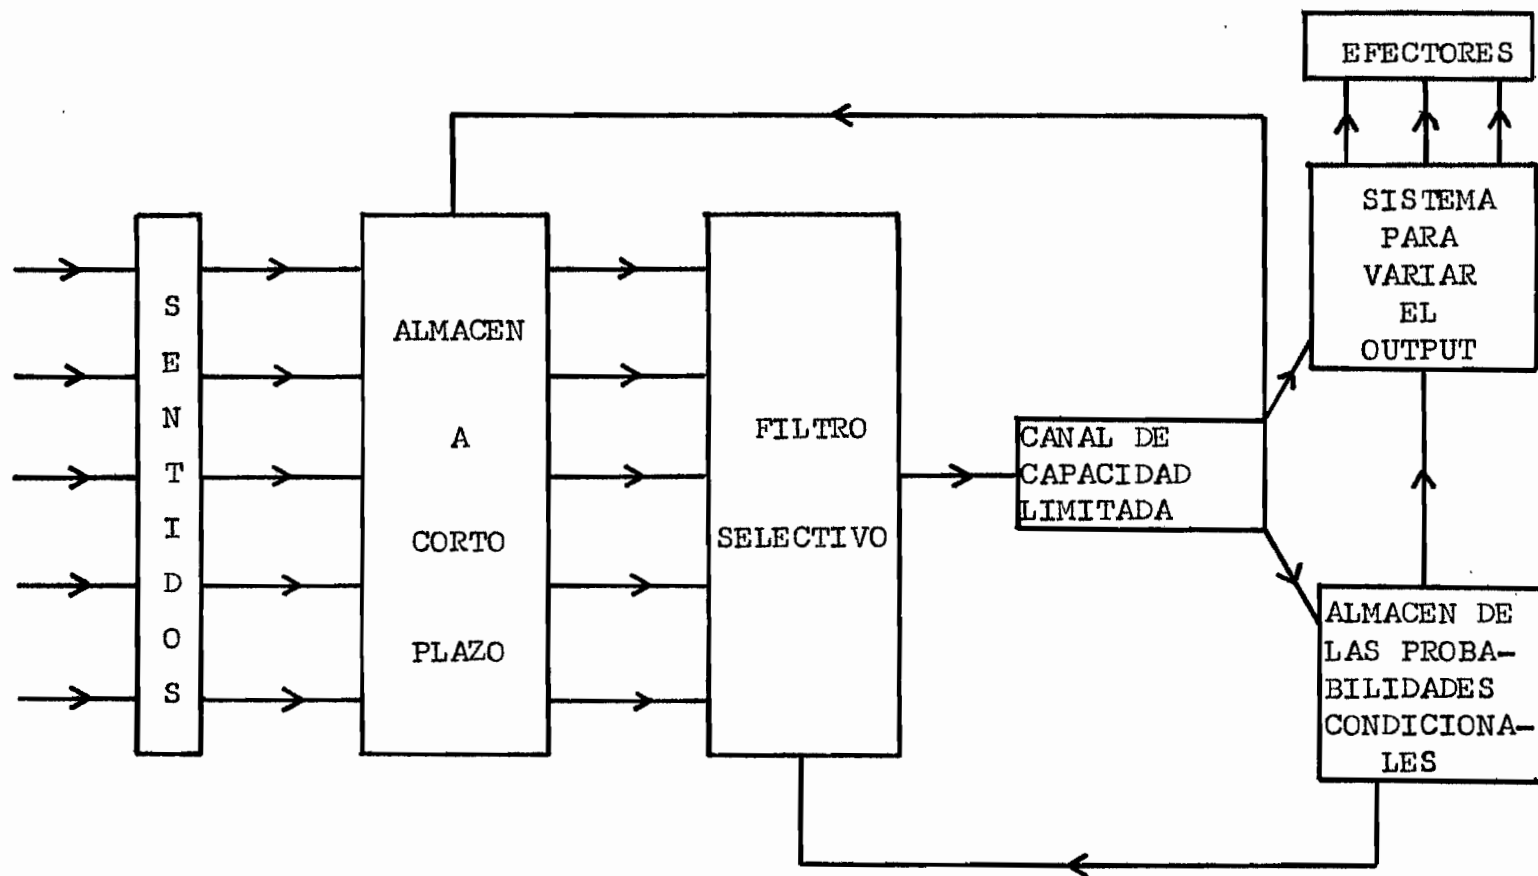 SENTIDOS
ALMACEN
A
CORTO
PLAZO
FILTRO
SELECTIVO
CANAL DE
CAPACIDAD
LIMITADA
EFECTORES
SISTEMA
PARA
VARIAR
EL
OUTPUT
ALMACEN DE
LAS PROBA-
BILIDADES
CONDICIONA-
LES